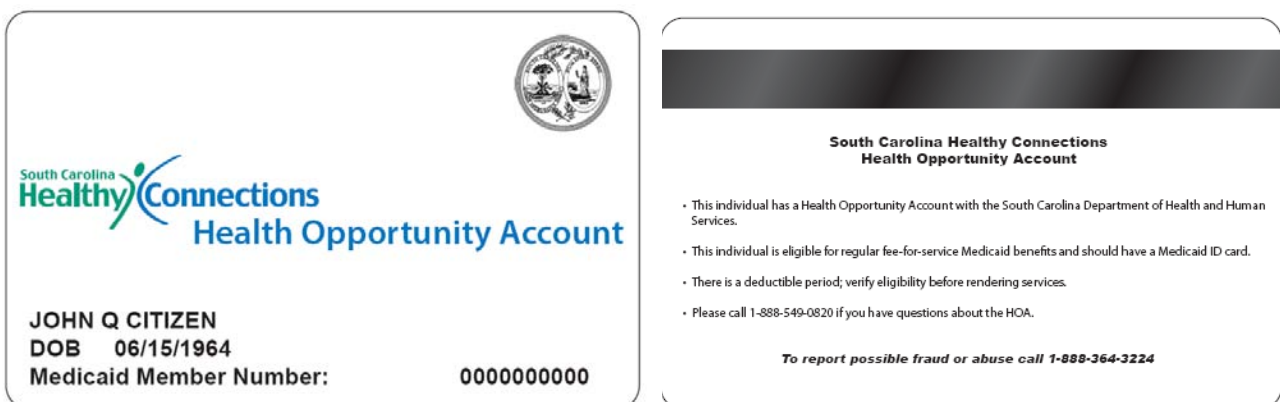 South Carolina
Healthy Connections
Health Opportunity Account
JOHN Q CITIZEN
DOB 06/15/1964
Medicaid Member Number: 0000000000
South Carolina Healthy Connections
Health Opportunity Account
• This individual has a Health Opportunity Account with the South Carolina Department of Health and Human
Services.
• This individual is eligible for regular fee-for-service Medicaid benefits and should have a Medicaid ID card.
• There is a deductible period; verify eligibility before rendering services.
• Please call 1-888-549-0820 if you have questions about the HOA.
To report possible fraud or abuse call 1-888-364-3224